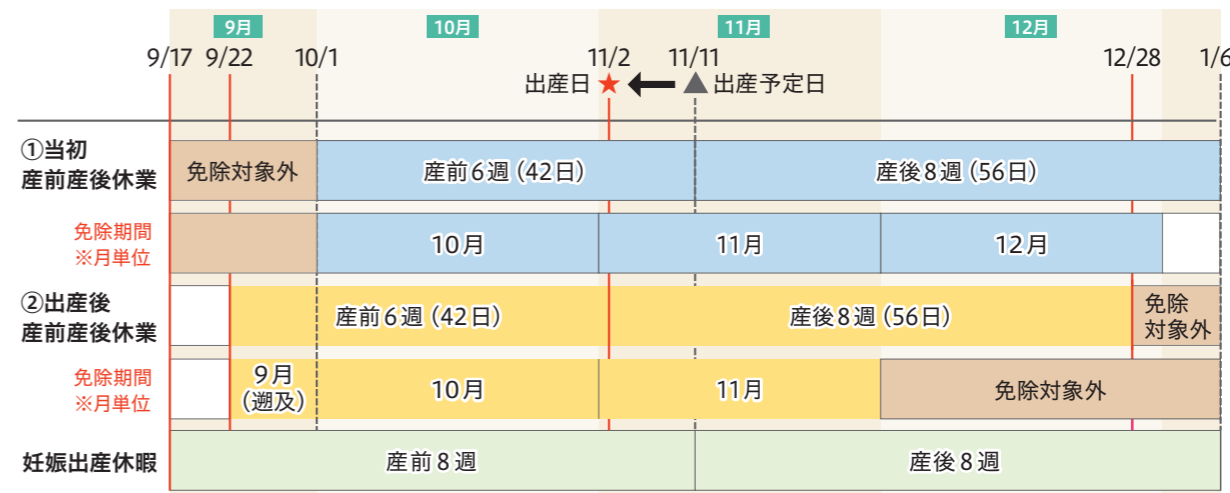 9月 10月 11月 12月
9/17 9/22 10/1 11/2 11/11 12/28 1/6
出産日 ★ ← ▲ 出産予定日
①当初
産前産後休業
免除対象外 産前6週（42日） 産後8週（56日）
免除期間
※月単位
10月 11月 12月
②出産後
産前産後休業
産前6週（42日） 産後8週（56日）
免除
対象外
免除期間
※月単位
9月
（遡及）
10月 11月 免除対象外
妊娠出産休暇 産前8週 産後8週